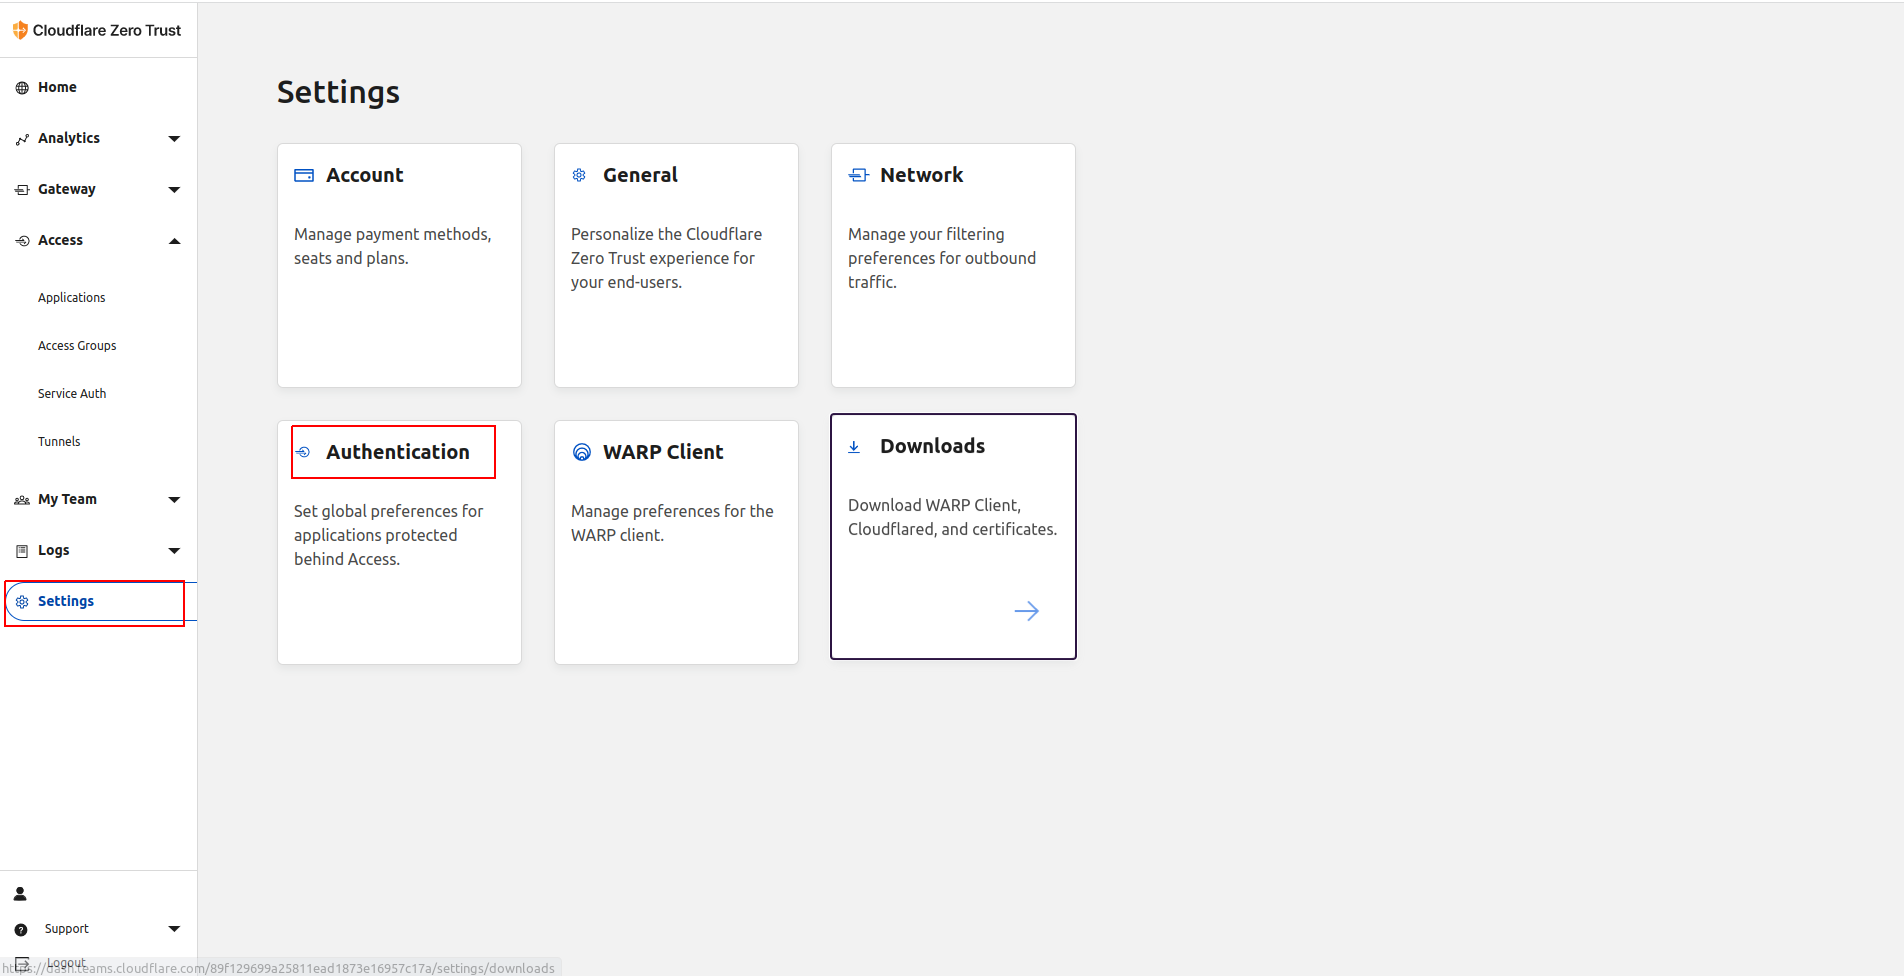 Cloudflare Zero Trust
Home
Analytics
Gateway
Access
Applications
Access Groups
Service Auth
Tunnels
My Team
Logs
Settings
Support
Logout
https://dash.teams.cloudflare.com/89f129699a25811ead1873e16957c17a/settings/downloads
Settings
Account
Manage payment methods,
seats and plans.
General
Personalize the Cloudflare
Zero Trust experience for
your end-users.
Network
Manage your filtering
preferences for outbound
traffic.
Authentication
Set global preferences for
applications protected
behind Access.
WARP Client
Manage preferences for the
WARP client.
Downloads
Download WARP Client,
Cloudflared, and certificates.